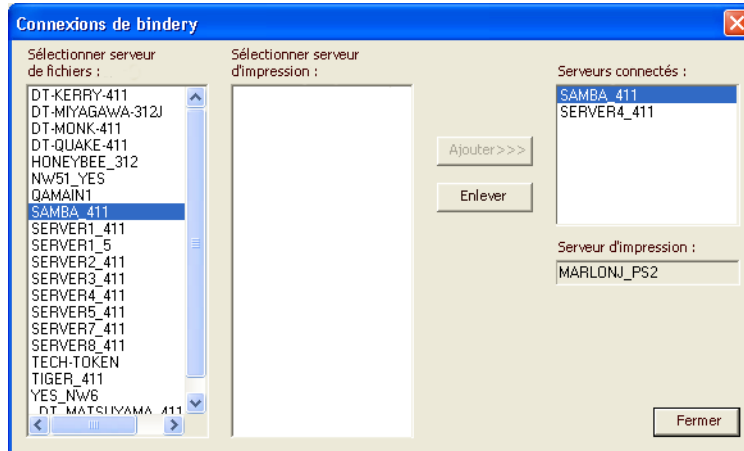 Connexions de bindery
Sélectionner serveur
de fichiers :
DT-KERRY-411
DT-MIYAGAWA-312J
DT-MONK-411
DT-QUAKE-411
HONEYBEE_312
NW51_YES
QAMAIN1
SAMBA_411
SERVER1_411
SERVER1_5
SERVER2_411
SERVER3_411
SERVER4_411
SERVER5_411
SERVER7_411
SERVER8_411
TECH-TOKEN
TIGER_411
YES_NW6
_DT_MATSUYAMA_411
Sélectionner serveur
d'impression :
Ajouter>>>
Enlever
Serveurs connectés :
SAMBA_411
SERVER4_411
Serveur d'impression :
MARLONJ_PS2
Fermer